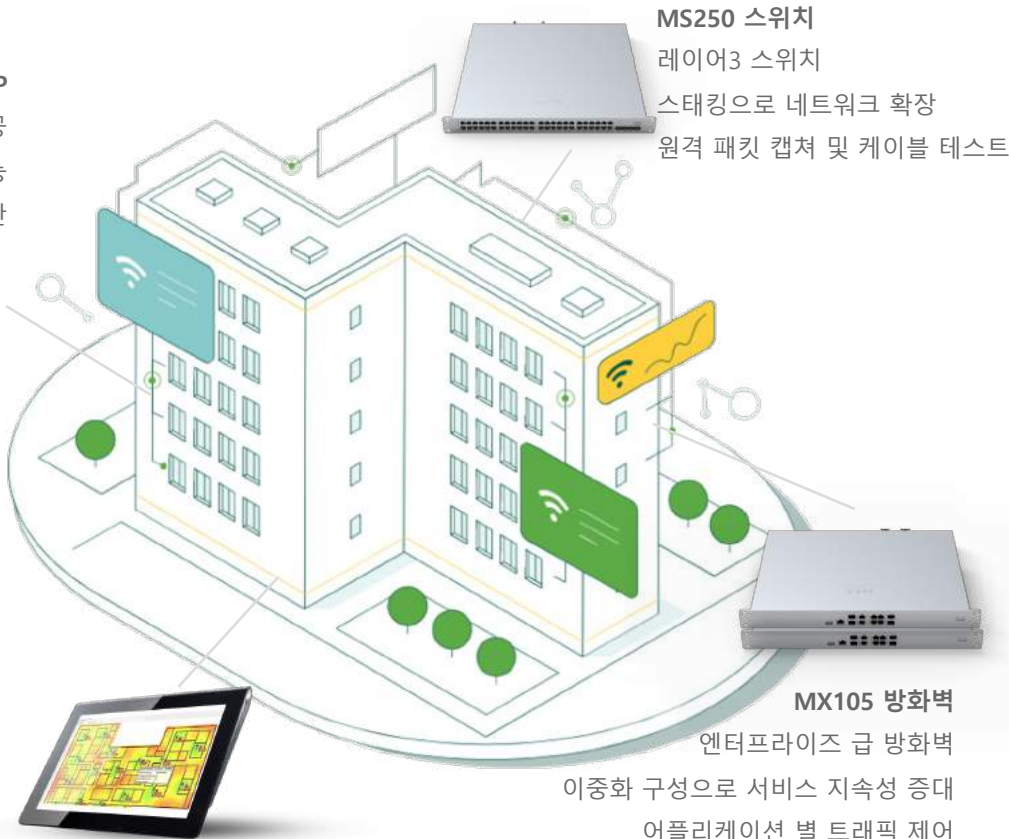 MS250 스위치
레이어3 스위치
스태킹으로 네트워크 확장
원격 패킷 캡쳐 및 케이블 테스트
MX105 방화벽
엔터프라이즈 급 방화벽
이중화 구성으로 서비스 지속성 증대
어플리케이션 별 트래픽 제어